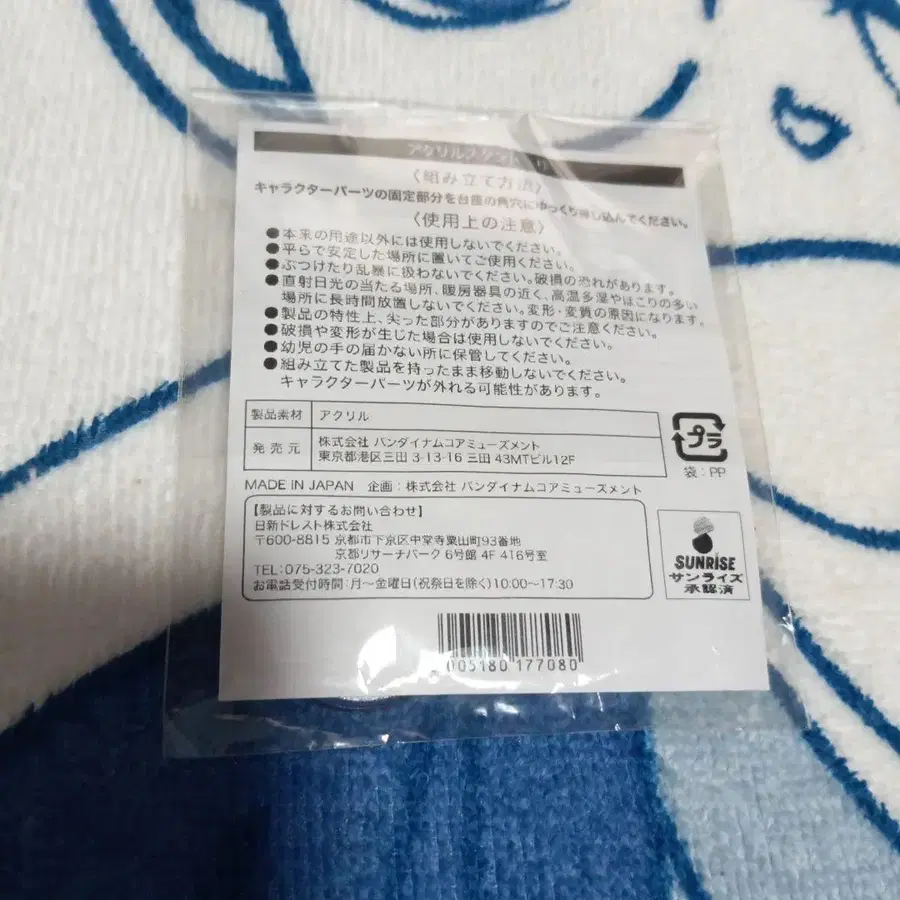 アクリルスタンド
〈組み立て方法〉
キャラクターパーツの固定部分を台座の角穴にゆっくり押し込んでください。
〈使用上の注意〉
●本来の用途以外には使用しないでください。
●平らで安定した場所に置いてご使用ください。
●ぶつけたり乱暴に扱わないでください。破損の恐れがあります。
●直射日光の当たる場所、暖房器具の近く、高温多湿やほこりの多い
場所に長時間放置しないでください。変形・変質の原因になります。
●製品の特性上、尖った部分がありますのでご注意ください。
●破損や変形が生じた場合は使用しないでください。
●幼児の手の届かない所に保管してください。
●組み立てた製品を持ったまま移動しないでください。
キャラクターパーツが外れる可能性があります。
製品素材 アクリル
発売元 株式会社 バンダイナムコアミューズメント
東京都港区三田 3-13-16 三田 43MTビル12F
プラ
袋：PP
MADE IN JAPAN 企画：株式会社 バンダイナムコアミューズメント
【製品に対するお問い合わせ】
日新ドレスト株式会社
〒600-8815 京都市下京区中堂寺粟田町93番地
京都リサーチパーク 6号館 4F 416号室
TEL：075-323-7020
お電話受付時間：月～金曜日(祝祭日を除く)10:00～17:30
SUNRISE
サンライズ
承認済
005180 177080